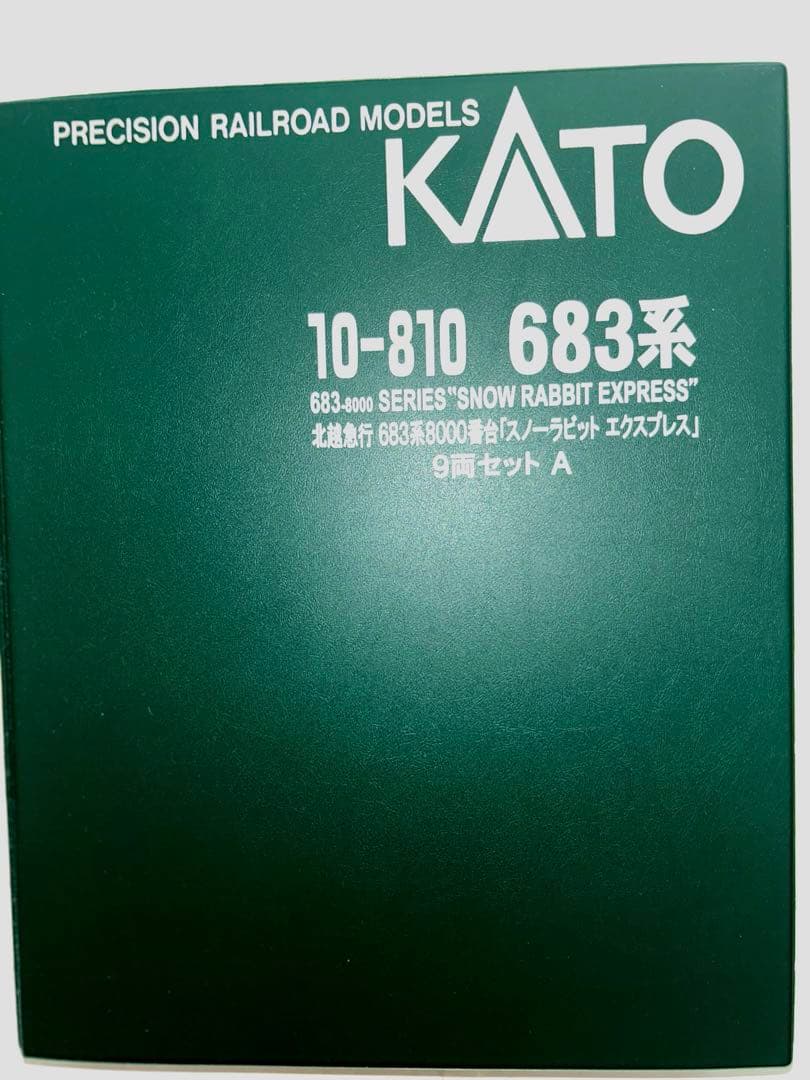 PRECISION RAILROAD MODELS
KATO
10-810 683系
683-8000 SERIES "SNOW RABBIT EXPRESS"
北越急行 683系8000番台「スノーラビット エクスプレス」
9両セット A